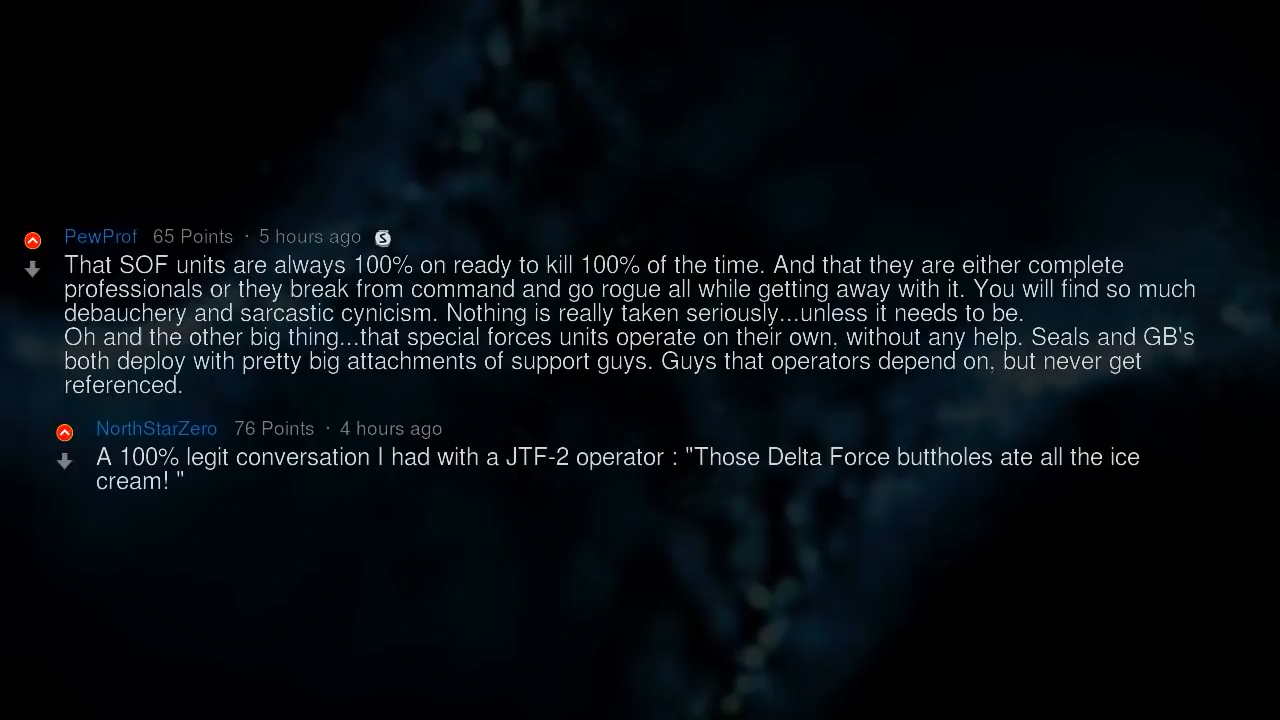 PewProf 65 Points · 5 hours ago S
That SOF units are always 100% on ready to kill 100% of the time. And that they are either complete
professionals or they break from command and go rogue all while getting away with it. You will find so much
debauchery and sarcastic cynicism. Nothing is really taken seriously...unless it needs to be.
Oh and the other big thing...that special forces units operate on their own, without any help. Seals and GB's
both deploy with pretty big attachments of support guys. Guys that operators depend on, but never get
referenced.
NorthStarZero 76 Points · 4 hours ago
A 100% legit conversation I had with a JTF-2 operator : "Those Delta Force buttholes ate all the ice
cream! "